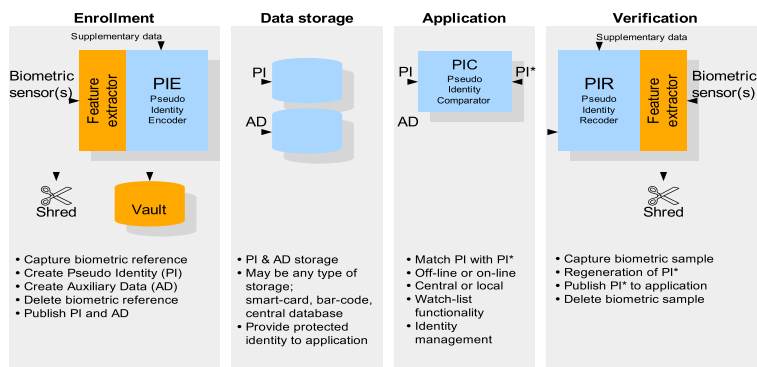 Enrollment
Supplementary data
Biometric
sensor(s)
Feature
extractor
PIE
Pseudo
Identity
Encoder
Shred
Vault
• Capture biometric reference
• Create Pseudo Identity (PI)
• Create Auxiliary Data (AD)
• Delete biometric reference
• Publish PI and AD
Data storage
PI
AD
• PI & AD storage
• May be any type of
storage;
smart-card, bar-code,
central database
• Provide protected
identity to application
Application
PI
PIC
Pseudo
Identity
Comparator
PI*
AD
• Match PI with PI*
• Off-line or on-line
• Central or local
• Watch-list
functionality
• Identity
management
Verification
Supplementary data
PIR
Pseudo
Identity
Recoder
Feature
extractor
Biometric
sensor(s)
Shred
• Capture biometric sample
• Regeneration of PI*
• Publish PI* to application
• Delete biometric sample